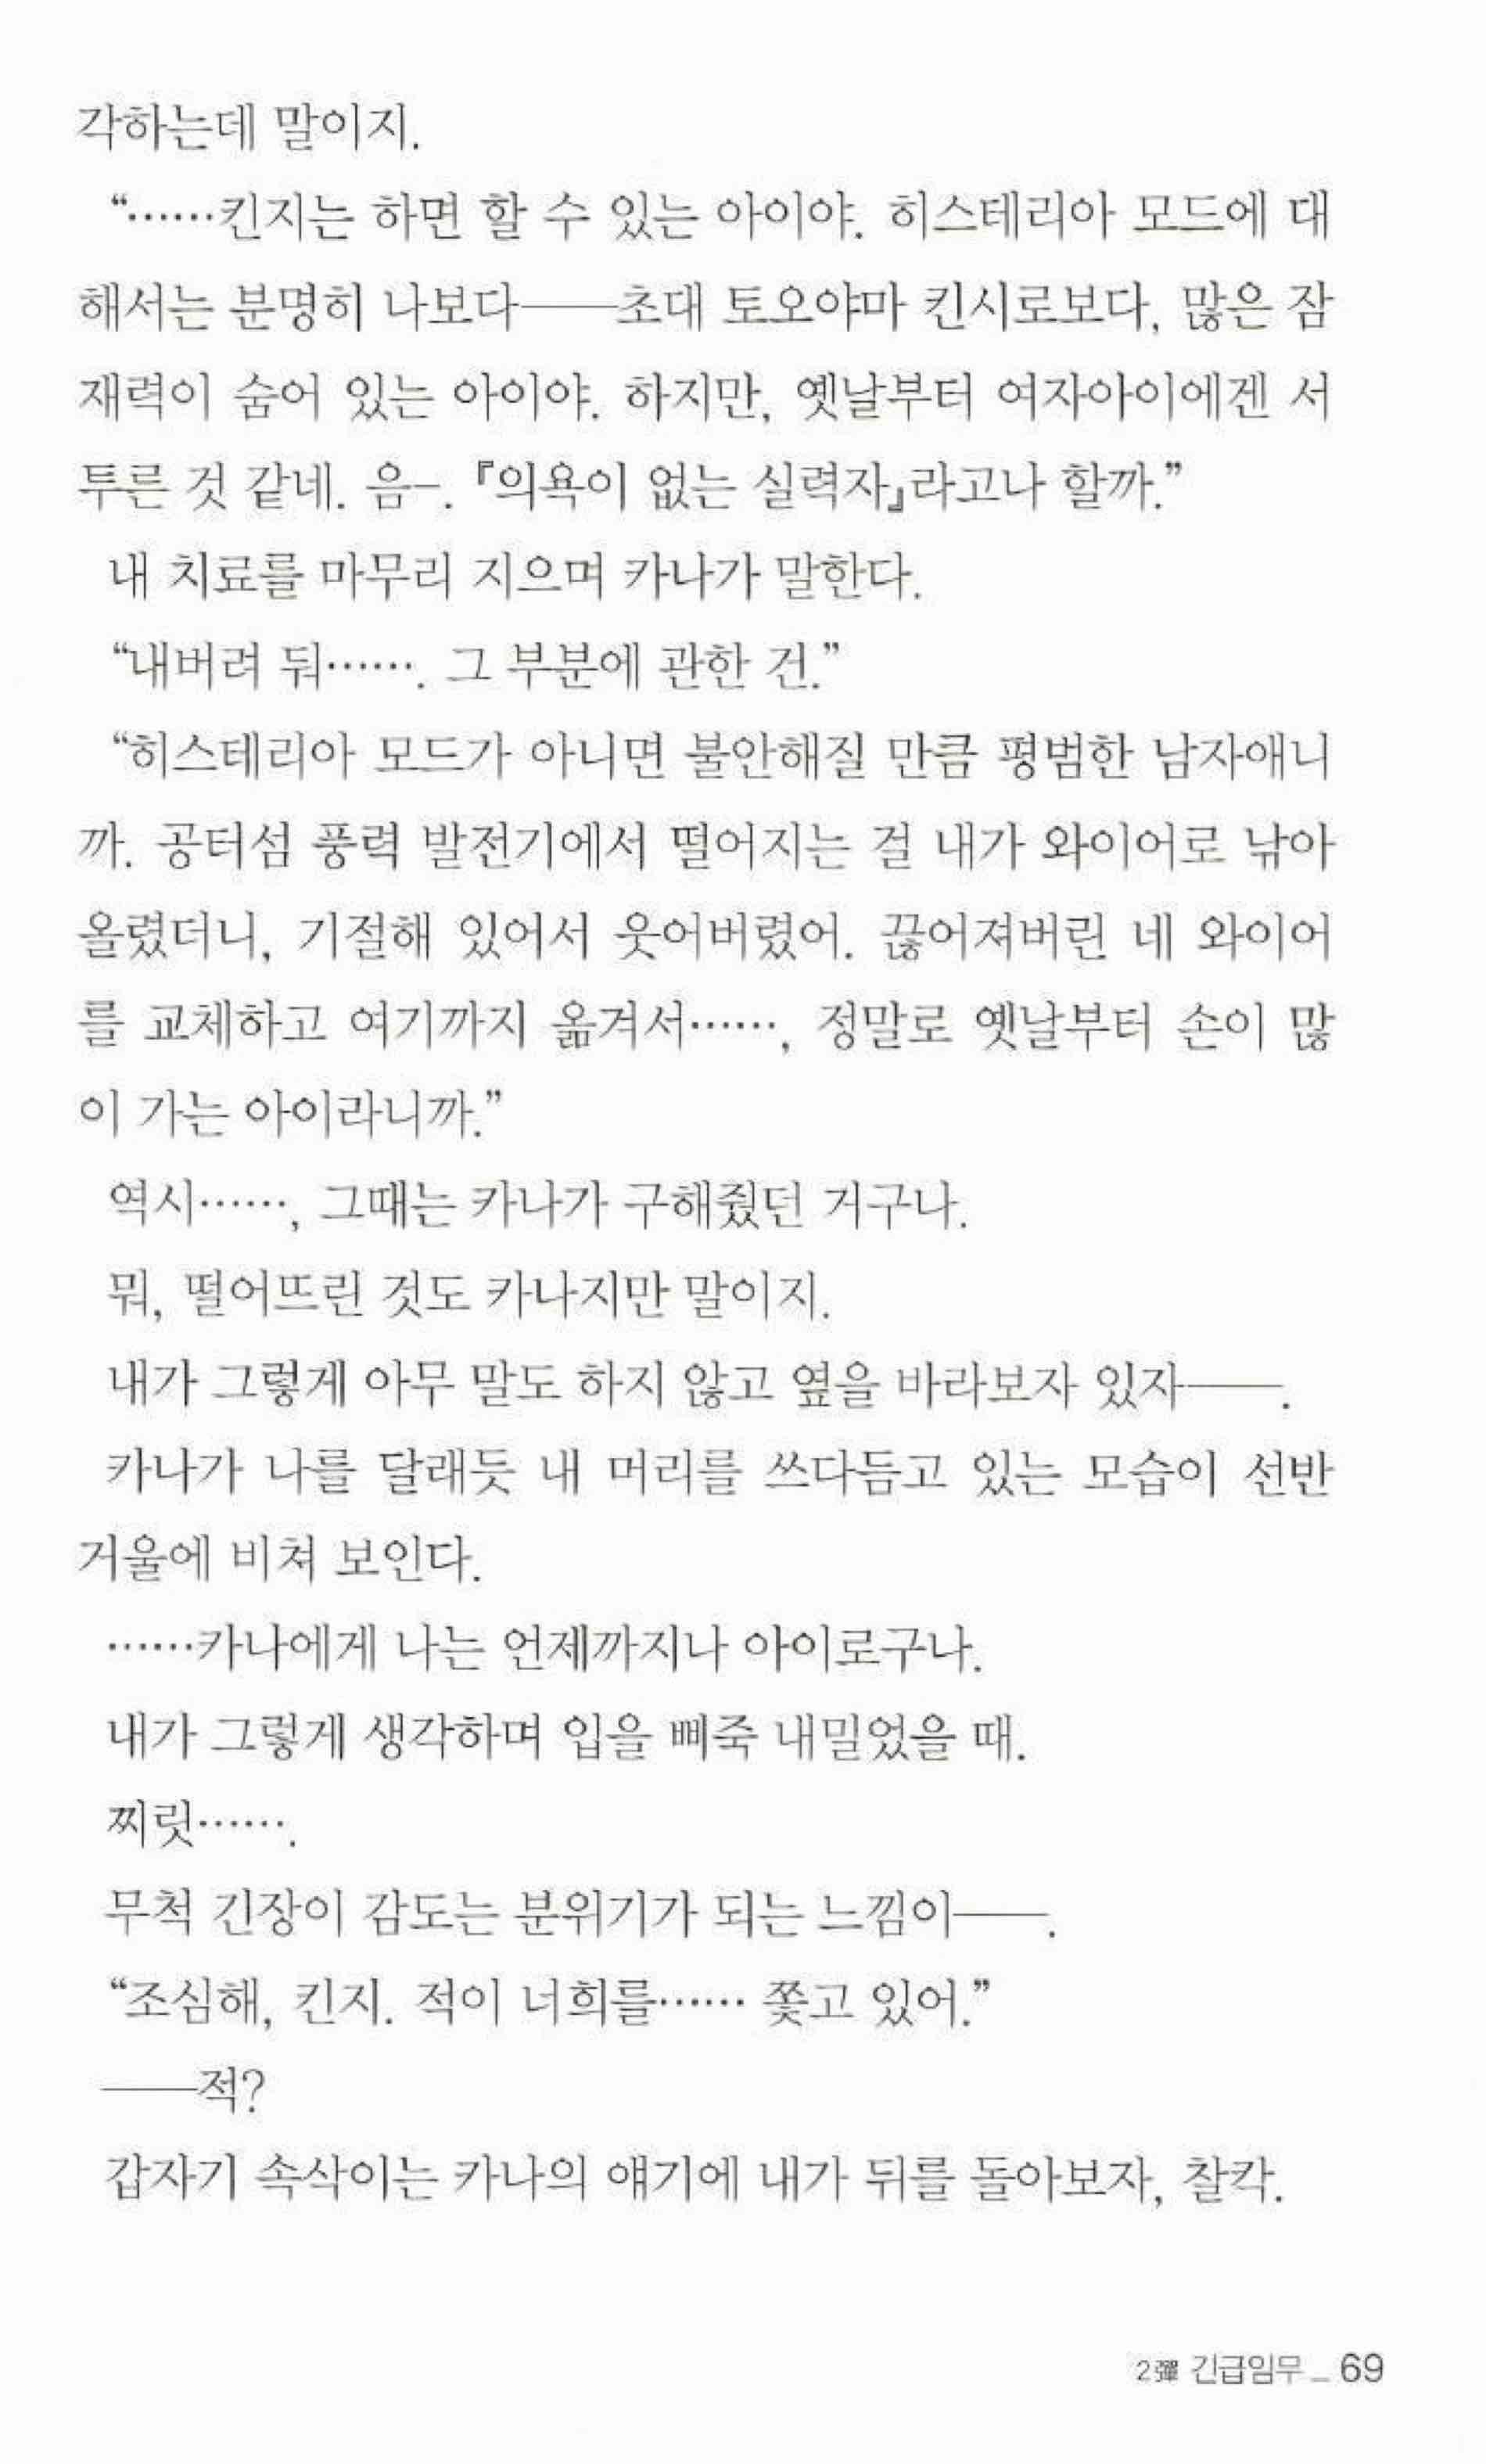 각하는데 말이지.
“……킨지는 하면 할 수 있는 아이야. 히스테리아 모드에 대
해서는 분명히 나보다――초대 토오야마 킨시로보다, 많은 잠
재력이 숨어 있는 아이야. 하지만, 옛날부터 여자아이에겐 서
투른 것 같네. 음–. 『의욕이 없는 실력자』라고나 할까.”
내 치료를 마무리 지으며 카나가 말한다.
“내버려 둬……. 그 부분에 관한 건.”
“히스테리아 모드가 아니면 불안해질 만큼 평범한 남자애니
까. 공터섬 풍력 발전기에서 떨어지는 걸 내가 와이어로 낚아
올렸더니, 기절해 있어서 웃어버렸어. 끊어져버린 네 와이어
를 교체하고 여기까지 옮겨서……, 정말로 옛날부터 손이 많
이 가는 아이라니까.”
역시……, 그때는 카나가 구해줬던 거구나.
뭐, 떨어뜨린 것도 카나지만 말이지.
내가 그렇게 아무 말도 하지 않고 옆을 바라보자 있자――.
카나가 나를 달래듯 내 머리를 쓰다듬고 있는 모습이 선반
거울에 비쳐 보인다.
……카나에게 나는 언제까지나 아이로구나.
내가 그렇게 생각하며 입을 삐죽 내밀었을 때.
찌릿…….
무척 긴장이 감도는 분위기가 되는 느낌이――.
“조심해, 킨지. 적이 너희를…… 쫓고 있어.”
――적?
갑자기 속삭이는 카나의 얘기에 내가 뒤를 돌아보자, 찰칵.
2彈 긴급임무 _ 69